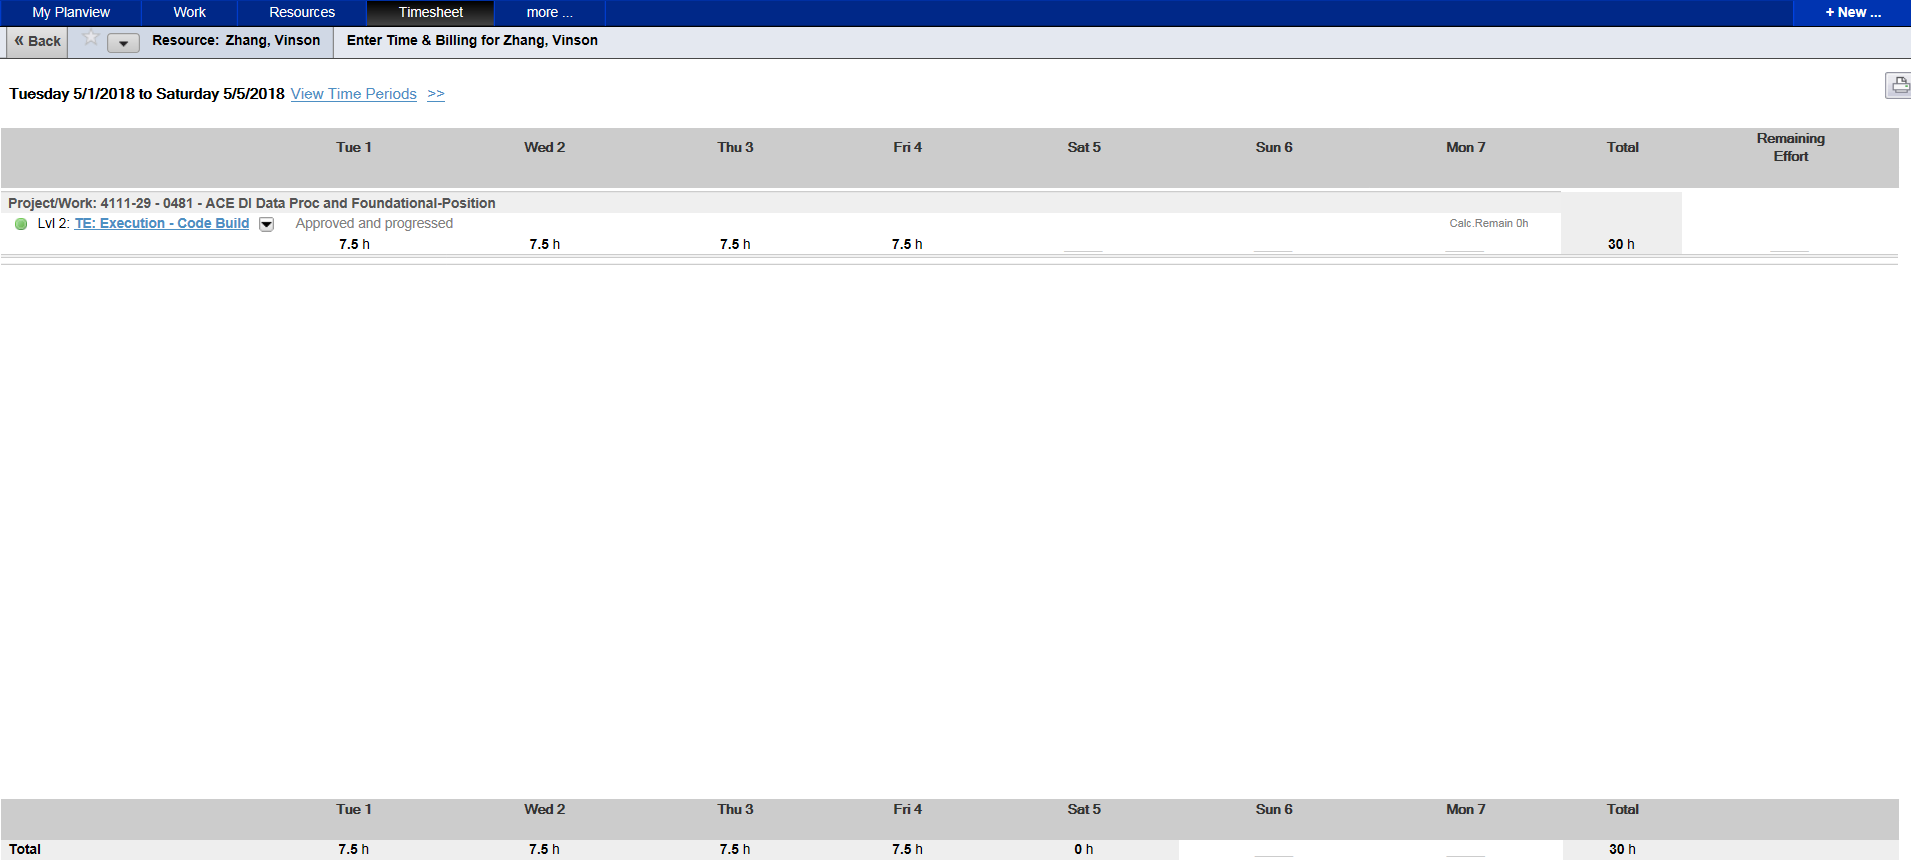 My Planview Work Resources Timesheet more ... + New ...
« Back Resource: Zhang, Vinson Enter Time & Billing for Zhang, Vinson
Tuesday 5/1/2018 to Saturday 5/5/2018 View Time Periods >>
Tue 1 Wed 2 Thu 3 Fri 4 Sat 5 Sun 6 Mon 7 Total Remaining Effort
Project/Work: 4111-29 - 0481 - ACE DI Data Proc and Foundational-Position
Lvl 2: TE: Execution - Code Build Approved and progressed Calc.Remain 0h
7.5 h 7.5 h 7.5 h 7.5 h 30 h
Tue 1 Wed 2 Thu 3 Fri 4 Sat 5 Sun 6 Mon 7 Total
Total 7.5 h 7.5 h 7.5 h 7.5 h 0 h 30 h